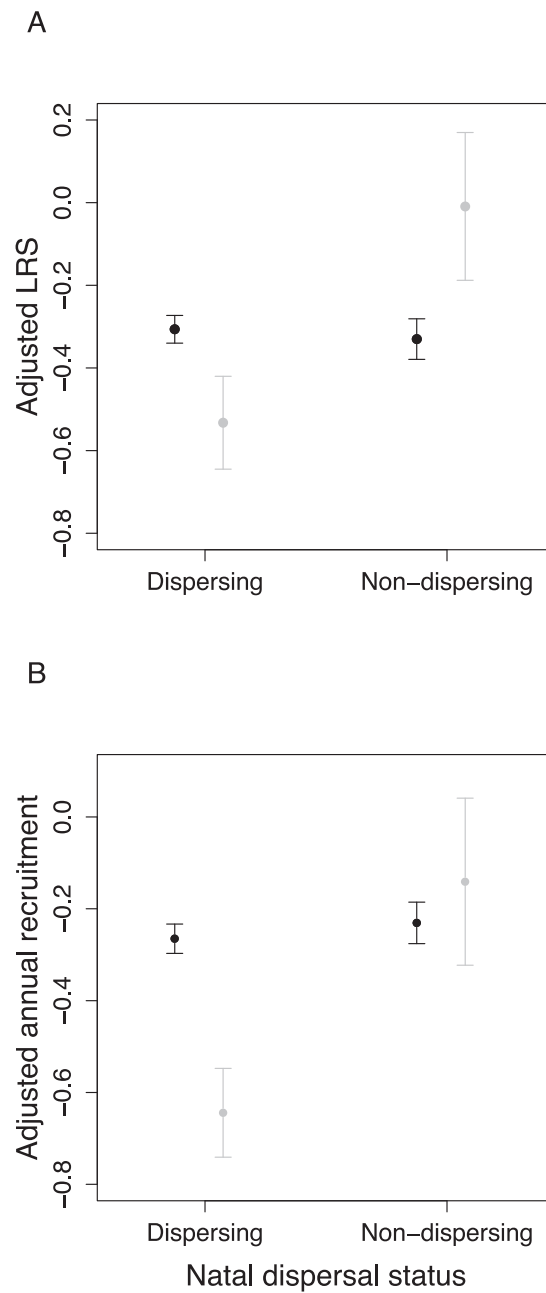 A
Adjusted LRS
0.2
0.0
−0.2
−0.4
−0.6
−0.8
Dispersing
Non−dispersing
B
Adjusted annual recruitment
0.0
−0.2
−0.4
−0.6
−0.8
Dispersing
Non−dispersing
Natal dispersal status